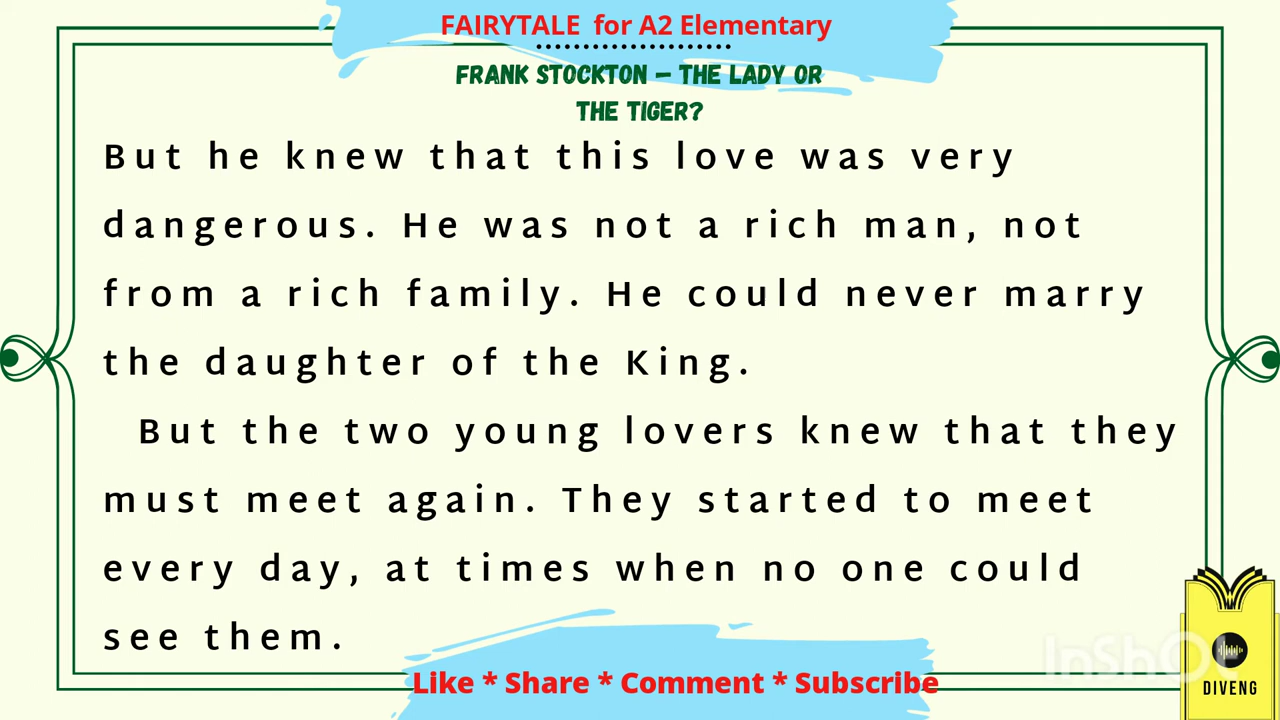 FAIRYTALE for A2 Elementary
FRANK STOCKTON – THE LADY OR
THE TIGER?
But he knew that this love was very
dangerous. He was not a rich man, not
from a rich family. He could never marry
the daughter of the King.
But the two young lovers knew that they
must meet again. They started to meet
every day, at times when no one could
see them.
Like * Share * Comment * Subscribe
InShOt
DIVENG